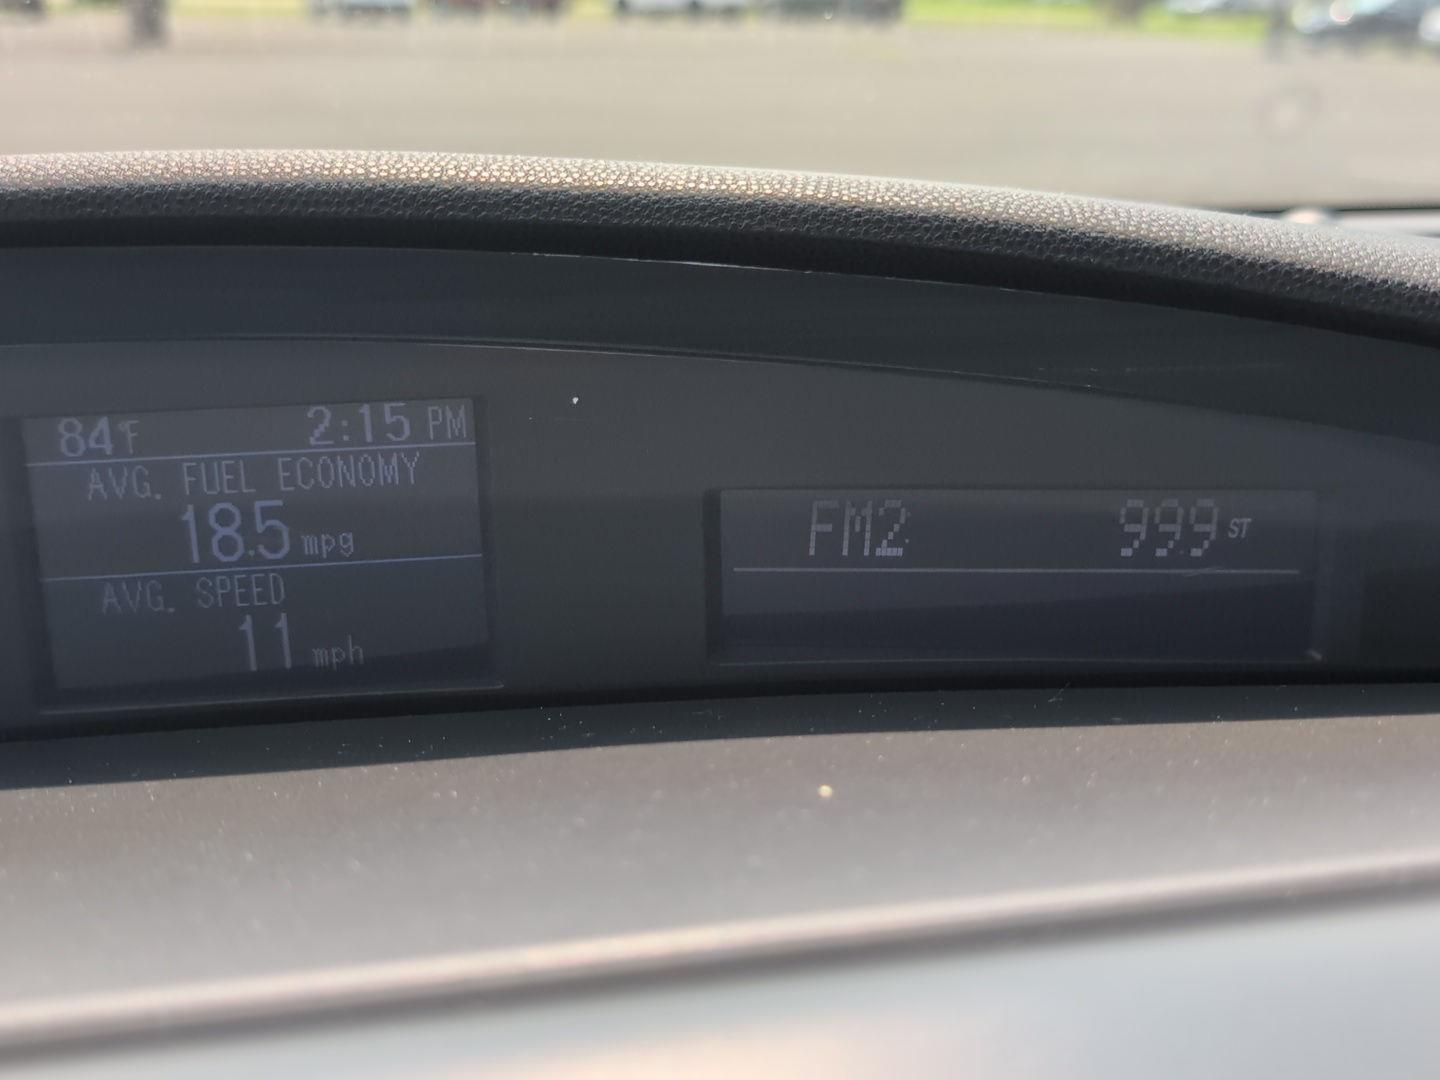 84°F 2:15 PM
AVG. FUEL ECONOMY
18.5 mpg
AVG. SPEED
11 mph
FM2 99.9 ST